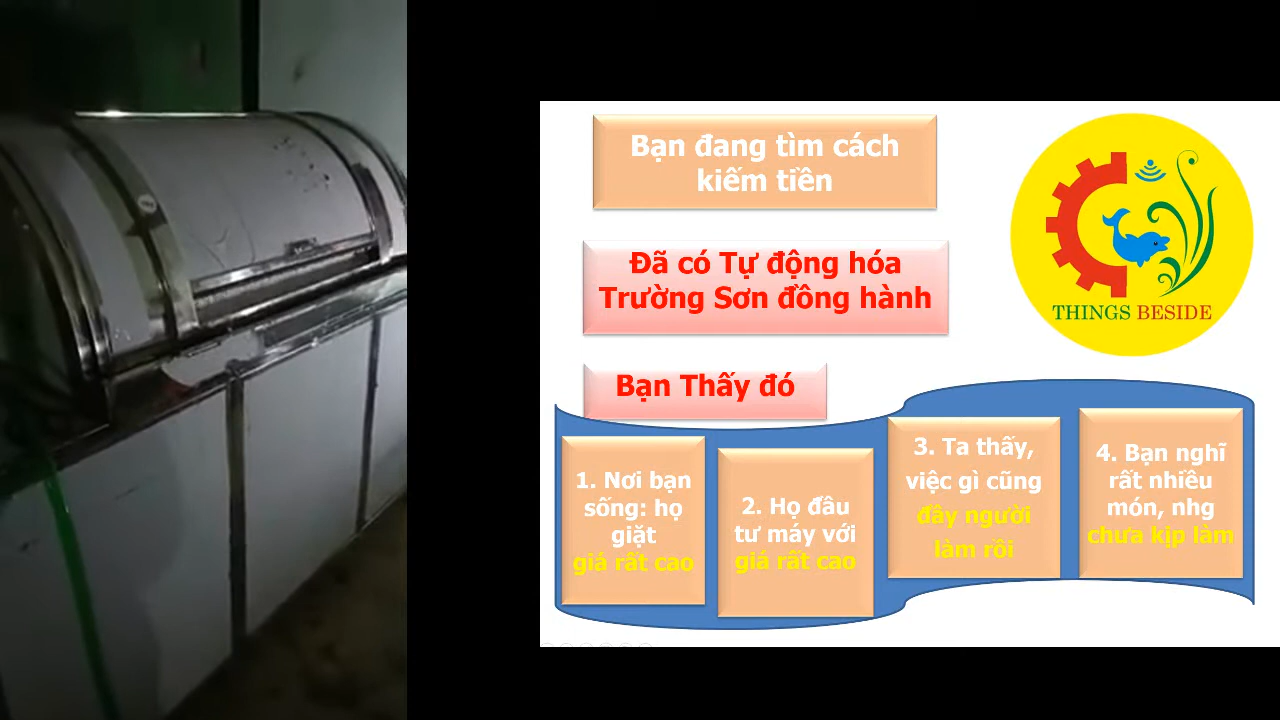 Bạn đang tìm cách
kiếm tiền
Đã có Tự động hóa
Trường Sơn đồng hành
THINGS BESIDE
Bạn Thấy đó
1. Nơi bạn
sống: họ
giặt
giá rất cao
2. Họ đầu
tư máy với
giá rất cao
3. Ta thấy,
việc gì cũng
đầy người
làm rồi
4. Bạn nghĩ
rất nhiều
món, nhg
chưa kịp làm